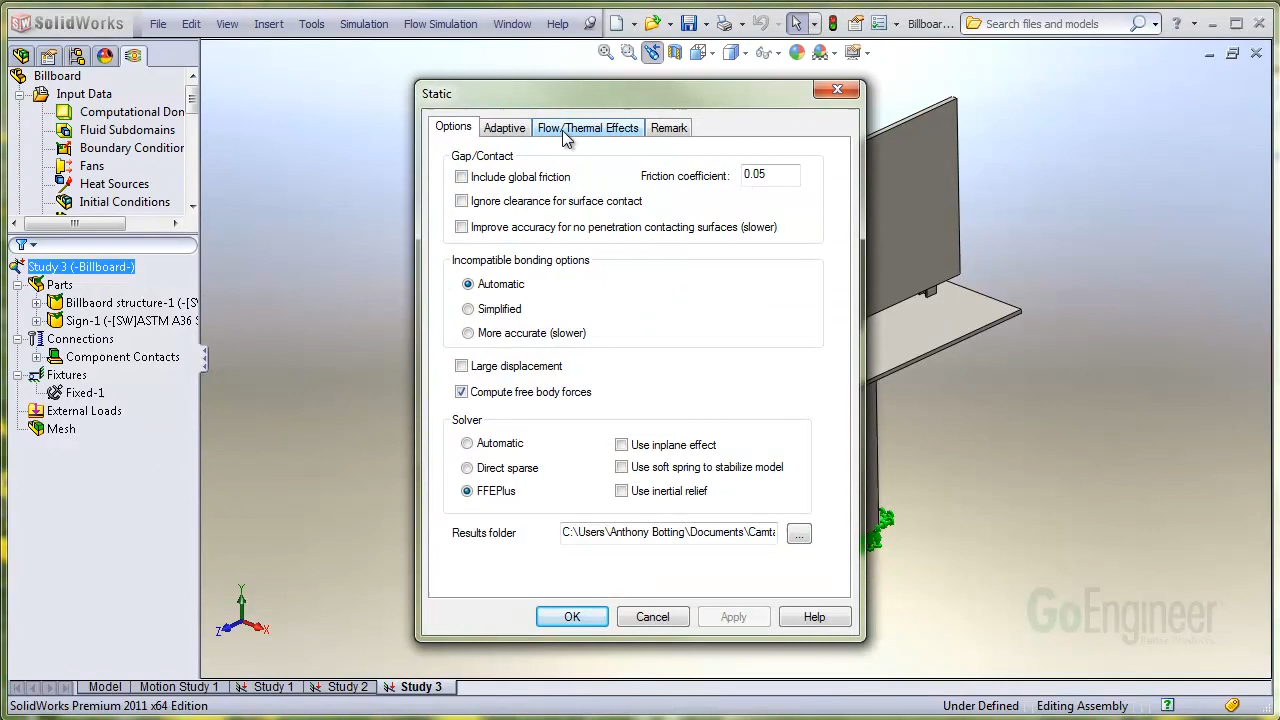 SolidWorks File Edit View Insert Tools Simulation Flow Simulation Window Help Billboar... Search files and models
Billboard
Input Data
Computational Don
Fluid Subdomains
Boundary Condition
Fans
Heat Sources
Initial Conditions
Study 3 (-Billboard-)
Parts
Billbaord structure-1 (-[SW
Sign-1 (-[SW]ASTM A36 S
Connections
Component Contacts
Fixtures
Fixed-1
External Loads
Mesh
Static
Options Adaptive Flow/Thermal Effects Remark
Gap/Contact
Include global friction Friction coefficient: 0.05
Ignore clearance for surface contact
Improve accuracy for no penetration contacting surfaces (slower)
Incompatible bonding options
Automatic
Simplified
More accurate (slower)
Large displacement
Compute free body forces
Solver
Automatic Use inplane effect
Direct sparse Use soft spring to stabilize model
FFEPlus Use inertial relief
Results folder C:\Users\Anthony Botting\Documents\Camta ...
OK Cancel Apply Help
Y
Z X
GoEngineer
Model Motion Study 1 Study 1 Study 2 Study 3
SolidWorks Premium 2011 x64 Edition Under Defined Editing Assembly